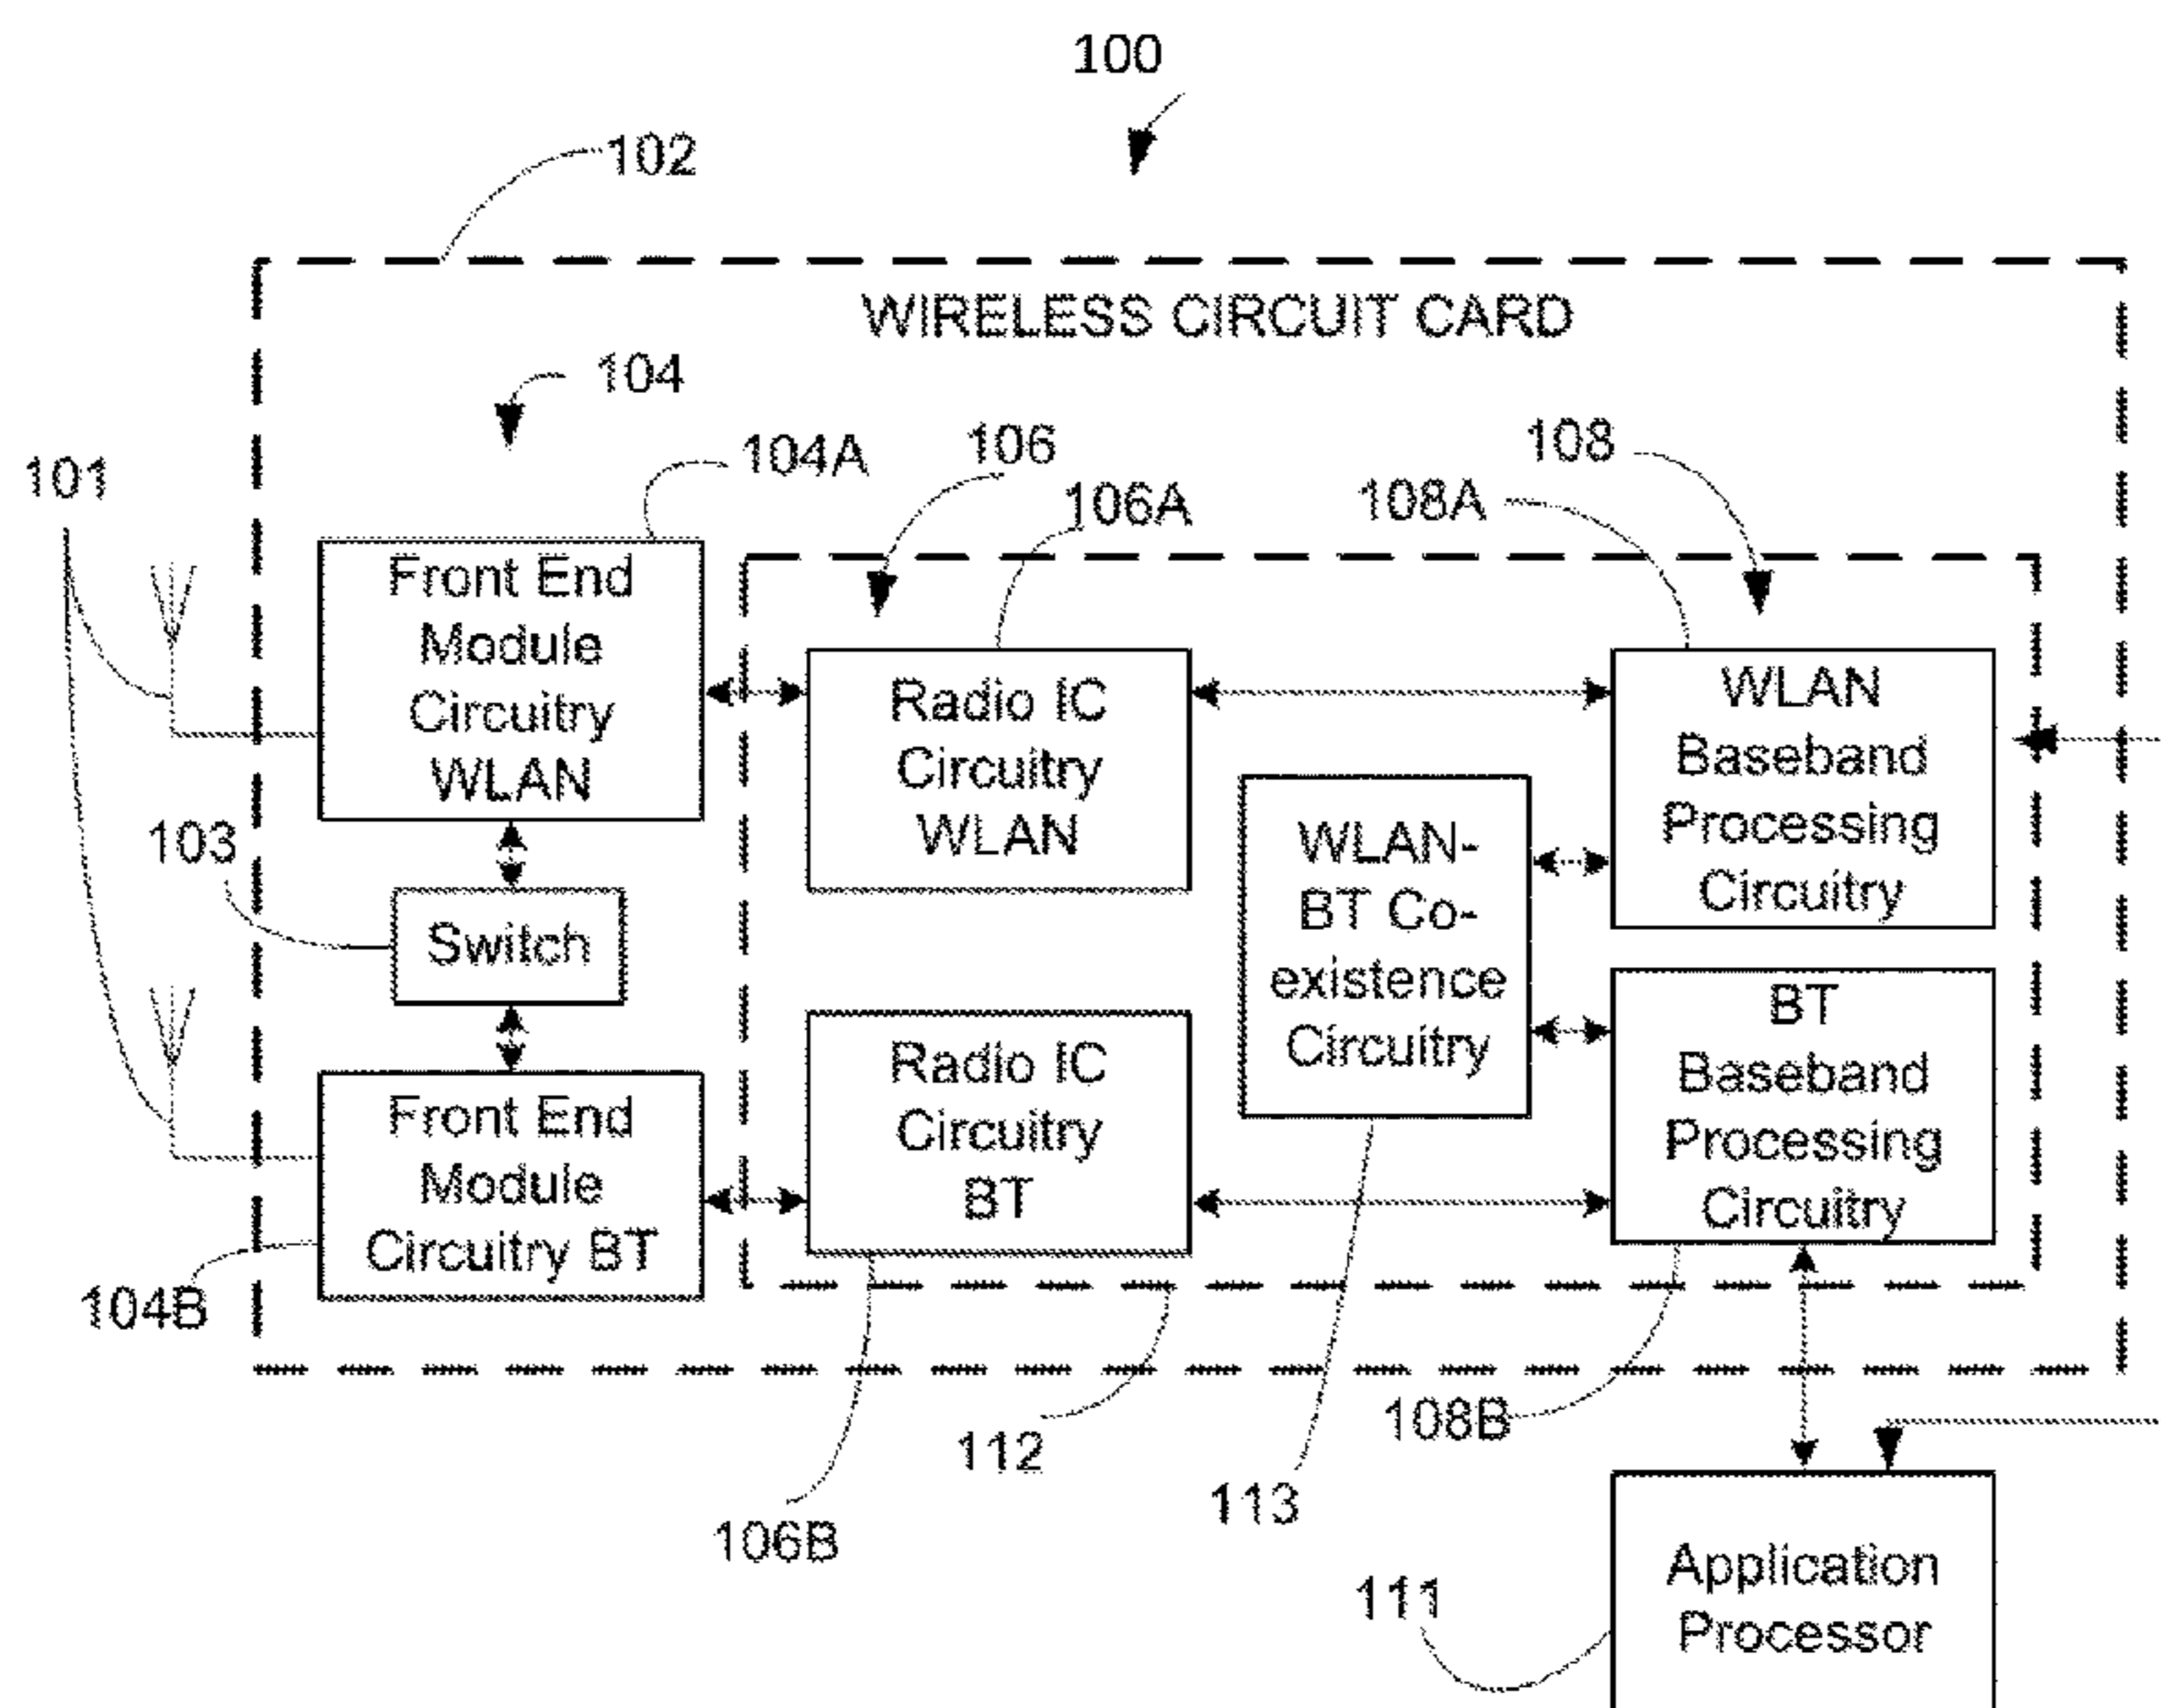 100
102
WIRELESS CIRCUIT CARD
104
104A
106
106A
108
108A
101
Front End
Module
Circuitry
WLAN
Radio IC
Circuitry
WLAN
WLAN
Baseband
Processing
Circuitry
103
Switch
WLAN-
BT Co-
existence
Circuitry
Front End
Module
Circuitry BT
Radio IC
Circuitry
BT
BT
Baseband
Processing
Circuitry
104B
106B
112
113
108B
111
Application
Processor